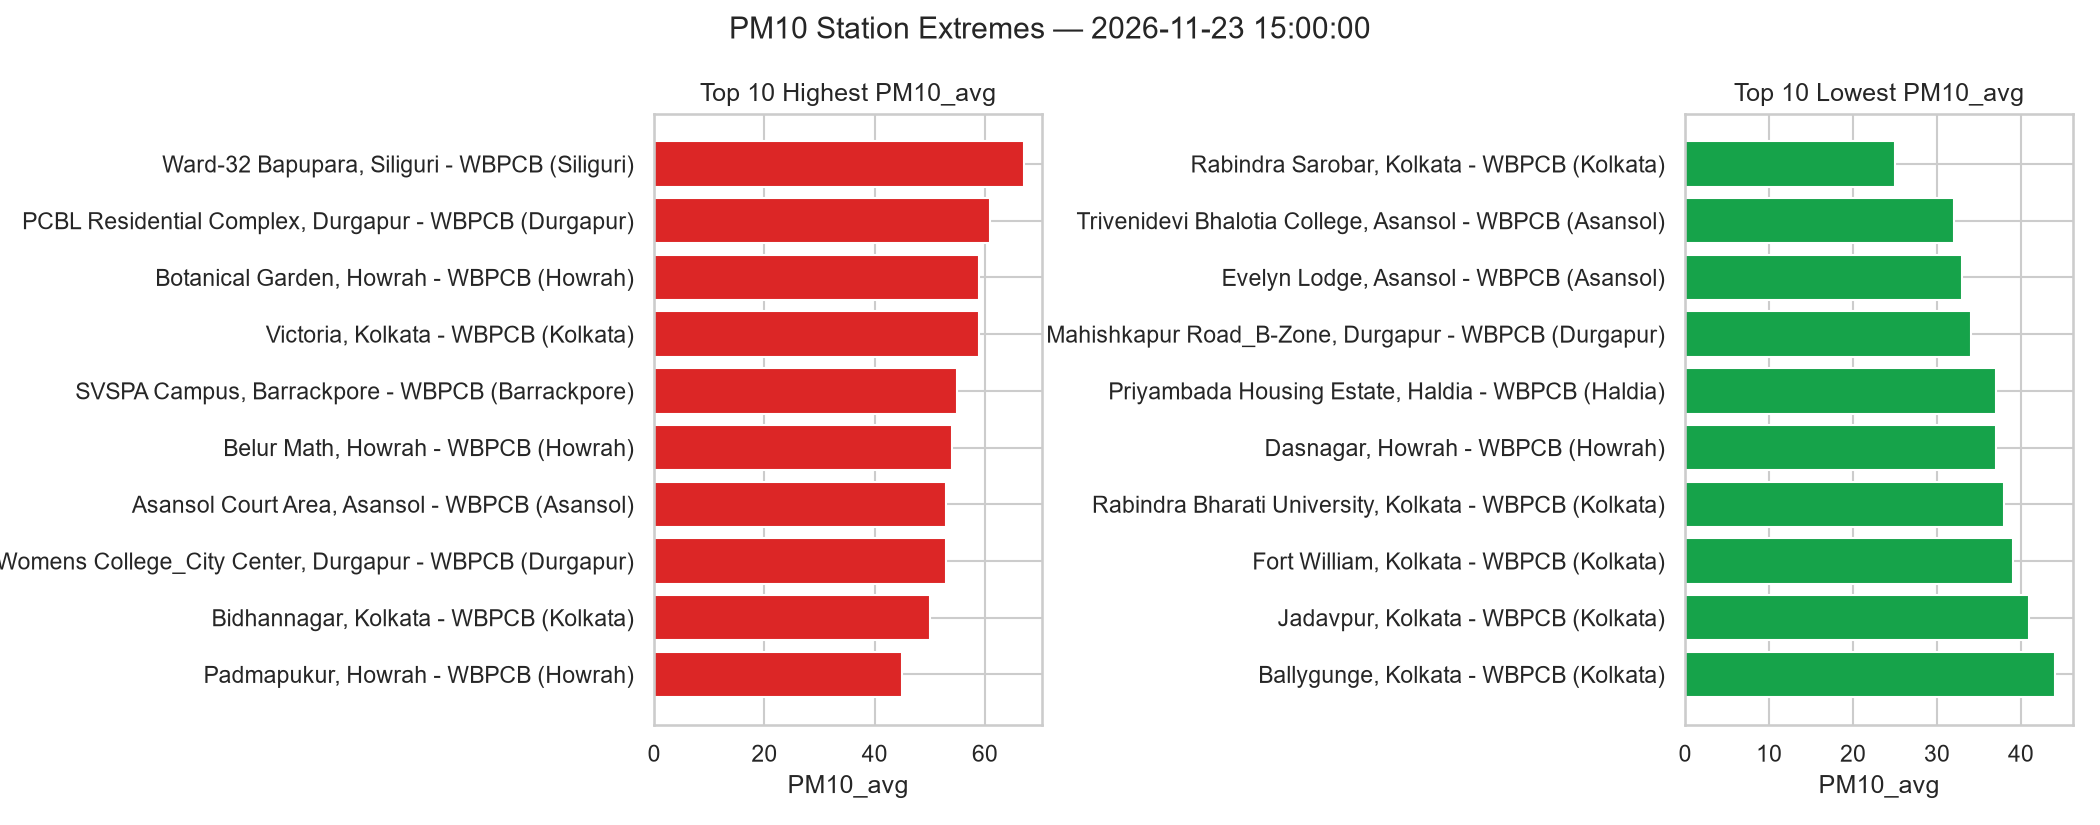 PM10 Station Extremes — 2026-11-23 15:00:00
Top 10 Highest PM10_avg
Ward-32 Bapupara, Siliguri - WBPCB (Siliguri)
PCBL Residential Complex, Durgapur - WBPCB (Durgapur)
Botanical Garden, Howrah - WBPCB (Howrah)
Victoria, Kolkata - WBPCB (Kolkata)
SVSPA Campus, Barrackpore - WBPCB (Barrackpore)
Belur Math, Howrah - WBPCB (Howrah)
Asansol Court Area, Asansol - WBPCB (Asansol)
Womens College_City Center, Durgapur - WBPCB (Durgapur)
Bidhannagar, Kolkata - WBPCB (Kolkata)
Padmapukur, Howrah - WBPCB (Howrah)
0 20 40 60
PM10_avg
Top 10 Lowest PM10_avg
Rabindra Sarobar, Kolkata - WBPCB (Kolkata)
Trivenidevi Bhalotia College, Asansol - WBPCB (Asansol)
Evelyn Lodge, Asansol - WBPCB (Asansol)
Mahishkapur Road_B-Zone, Durgapur - WBPCB (Durgapur)
Priyambada Housing Estate, Haldia - WBPCB (Haldia)
Dasnagar, Howrah - WBPCB (Howrah)
Rabindra Bharati University, Kolkata - WBPCB (Kolkata)
Fort William, Kolkata - WBPCB (Kolkata)
Jadavpur, Kolkata - WBPCB (Kolkata)
Ballygunge, Kolkata - WBPCB (Kolkata)
0 10 20 30 40
PM10_avg